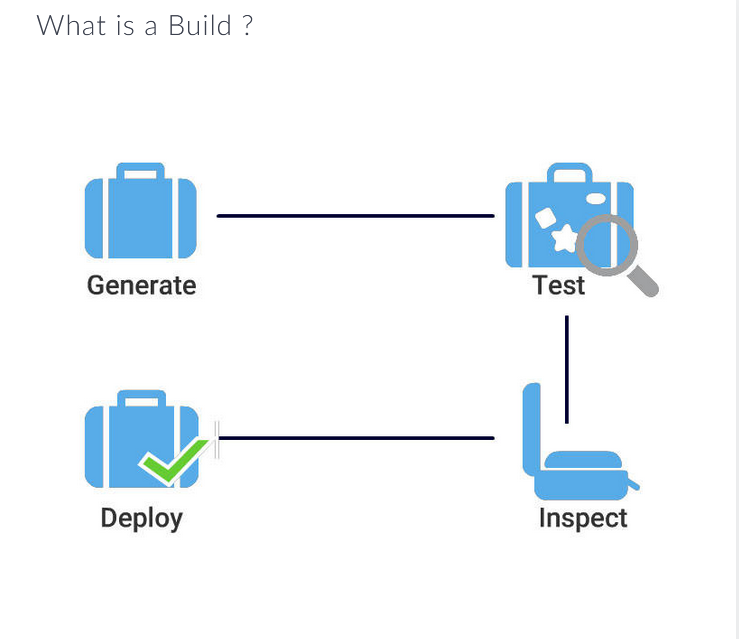 What is a Build ?
Generate
Test
Deploy
Inspect